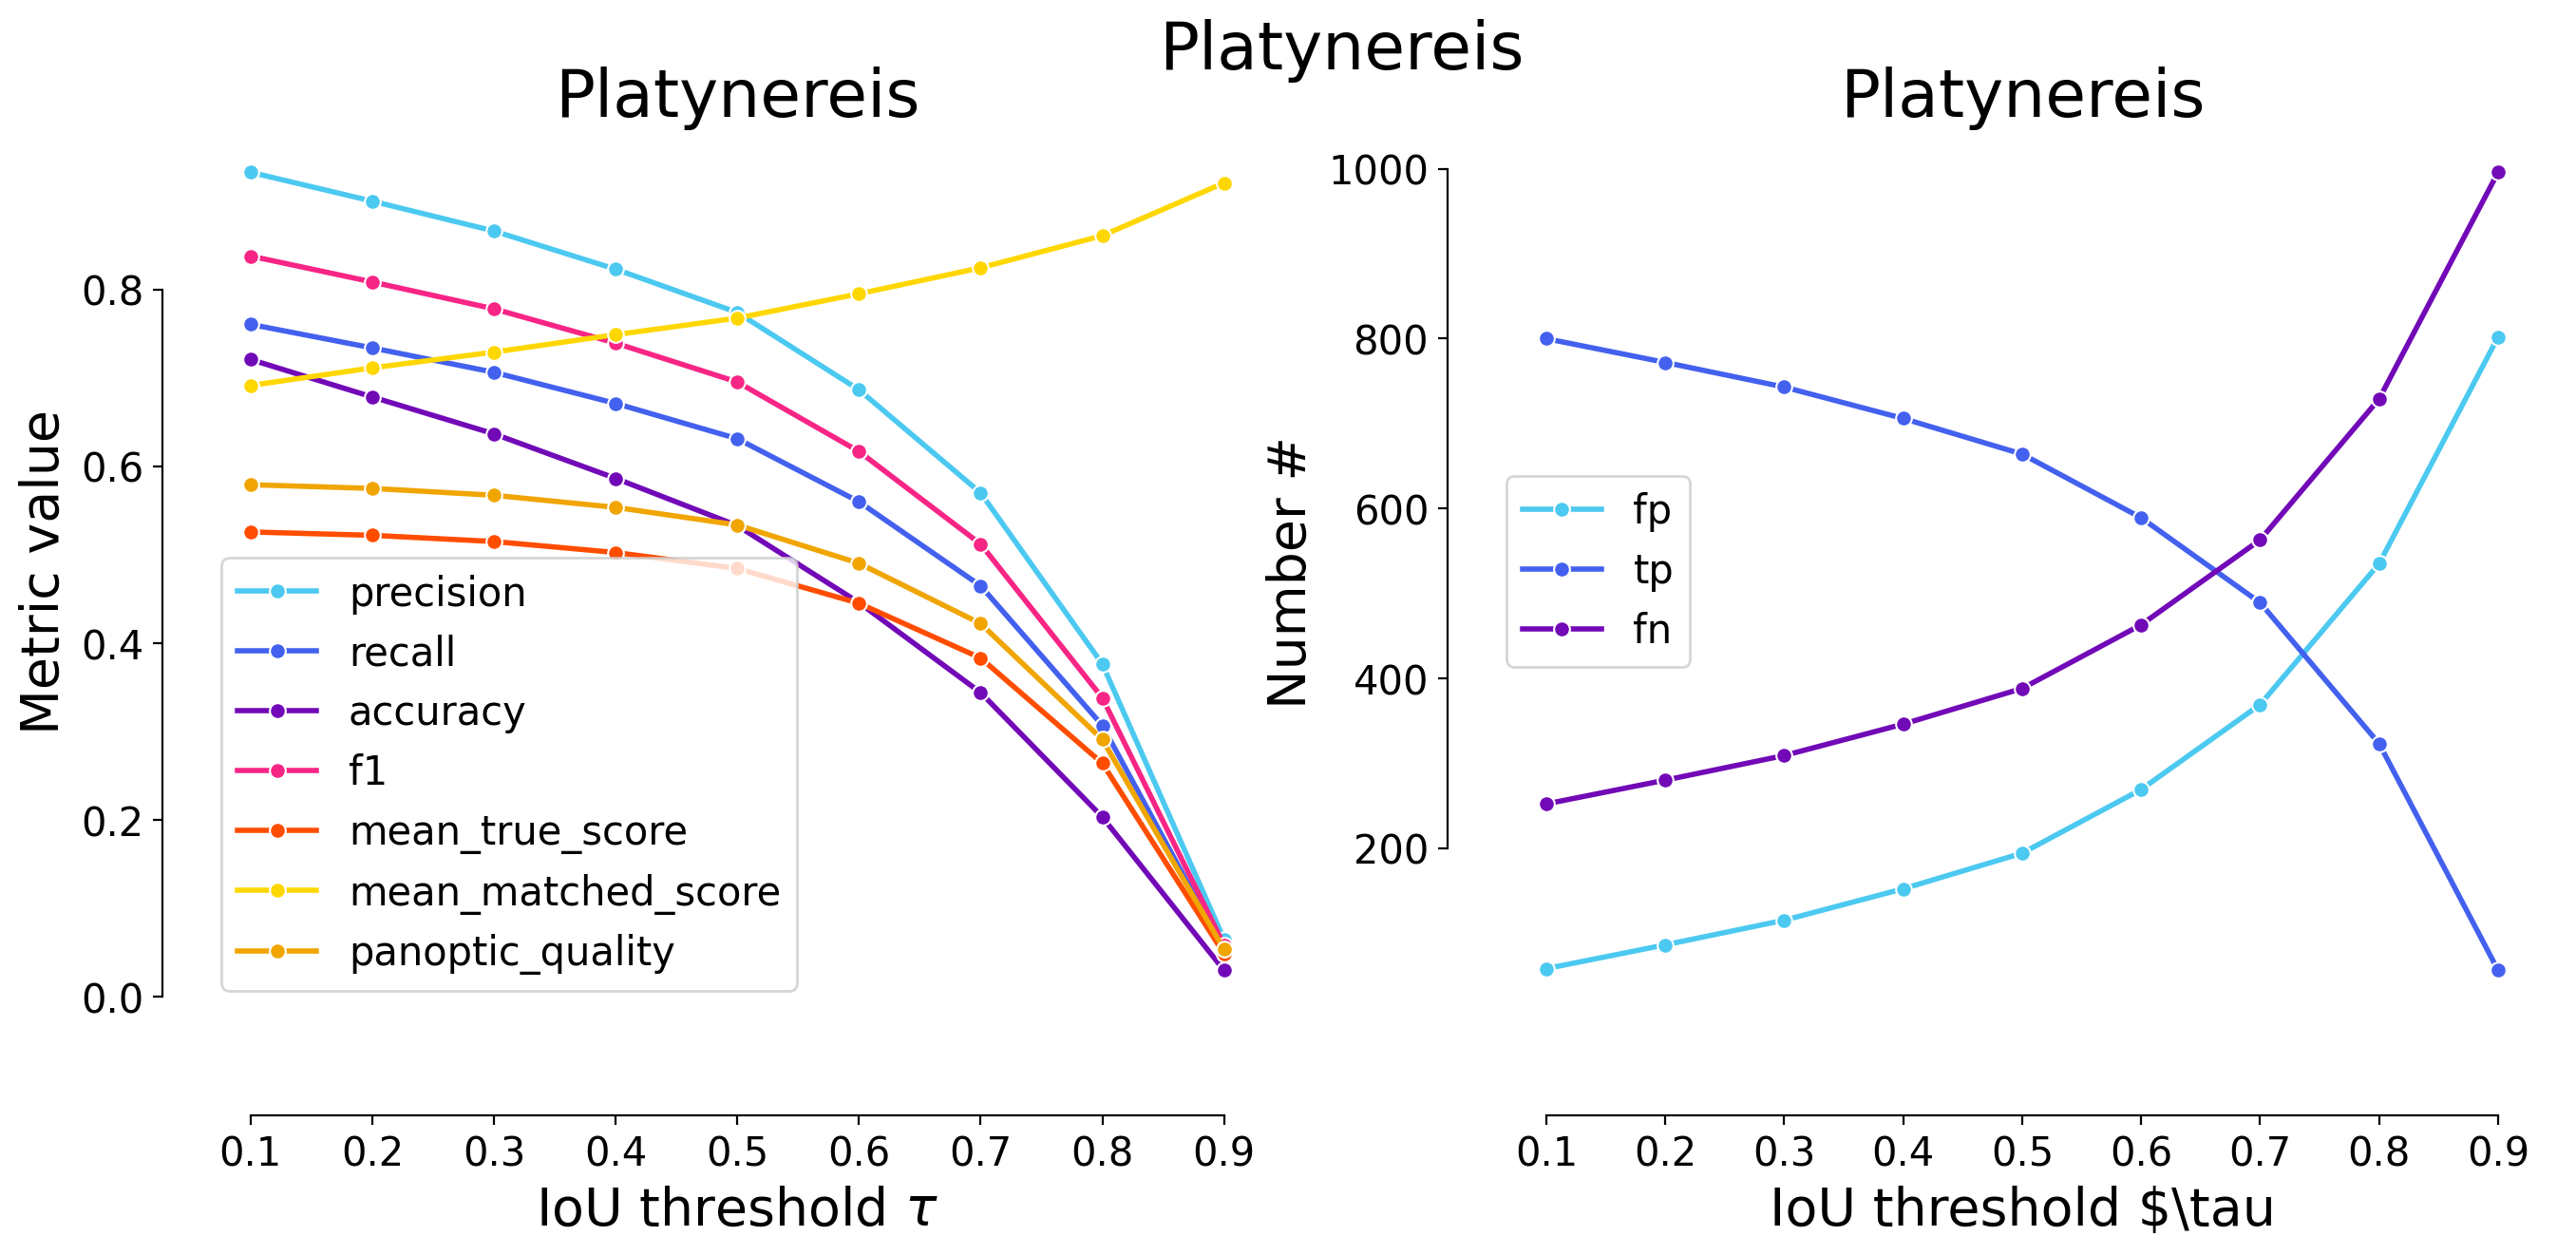 Platynereis
Platynereis
Metric value
0.8
0.6
0.4
0.2
0.0
precision
recall
accuracy
f1
mean_true_score
mean_matched_score
panoptic_quality
0.1 0.2 0.3 0.4 0.5 0.6 0.7 0.8 0.9
IoU threshold τ
Platynereis
Number #
1000
800
600
400
200
fp
tp
fn
0.1 0.2 0.3 0.4 0.5 0.6 0.7 0.8 0.9
IoU threshold $\tau